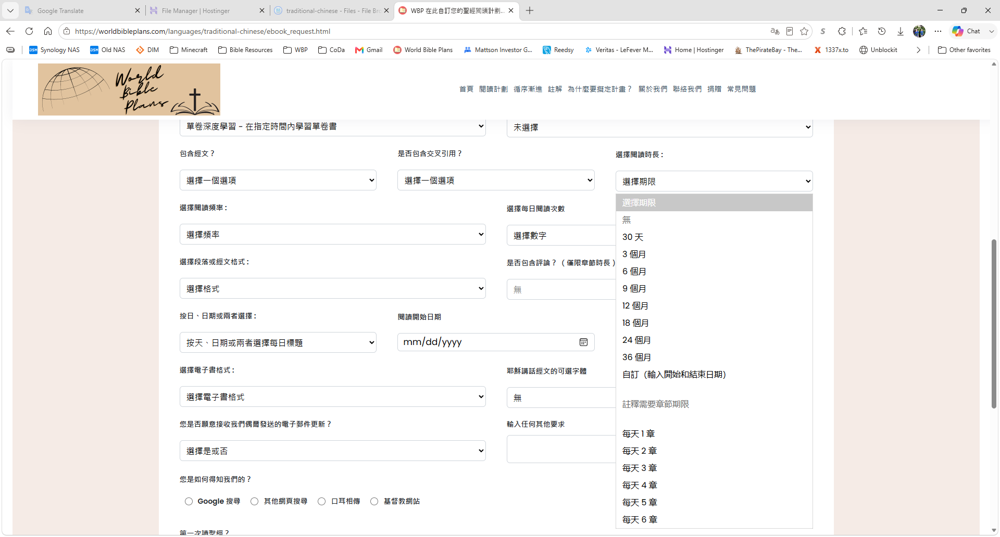 Google Translate
File Manager | Hostinger
traditional-chinese - Files - File Bro
WBP 在此自訂您的聖經閱讀計劃...
https://worldbibleplans.com/languages/traditional-chinese/ebook_request.html
Chat
Synology NAS
Old NAS
DIM
Minecraft
Bible Resources
WBP
CoDa
Gmail
World Bible Plans
Mattson Investor G...
Reedsy
Veritas - LeFever M...
Home | Hostinger
ThePirateBay - The...
1337x.to
Unblockit
Other favorites
World
Bible
Plans
首頁 閱讀計劃 循序漸進 註解 為什麼要擬定計畫？ 關於我們 聯絡我們 捐贈 常見問題
單卷深度學習 - 在指定時間內學習單卷書
未選擇
包含經文？
是否包含交叉引用？
選擇閱讀時長：
選擇一個選項
選擇一個選項
選擇期限
選擇期限
無
30 天
3 個月
6 個月
9 個月
12 個月
18 個月
24 個月
36 個月
自訂（輸入開始和結束日期）
註釋需要章節期限
每天 1 章
每天 2 章
每天 3 章
每天 4 章
每天 5 章
每天 6 章
選擇閱讀頻率：
選擇每日閱讀次數
選擇頻率
選擇數字
選擇段落或經文格式：
是否包含評論？（僅限章節時長）
選擇格式
無
按日、日期或兩者選擇：
閱讀開始日期
按天、日期或兩者選擇每日標題
mm/dd/yyyy
選擇電子書格式：
耶穌講話經文的可選字體
選擇電子書格式
無
您是否願意接收我們偶爾發送的電子郵件更新？
輸入任何其他要求
選擇是或否
您是如何得知我們的？
Google 搜尋
其他網頁搜尋
口耳相傳
基督教網站
第一次讀聖經？